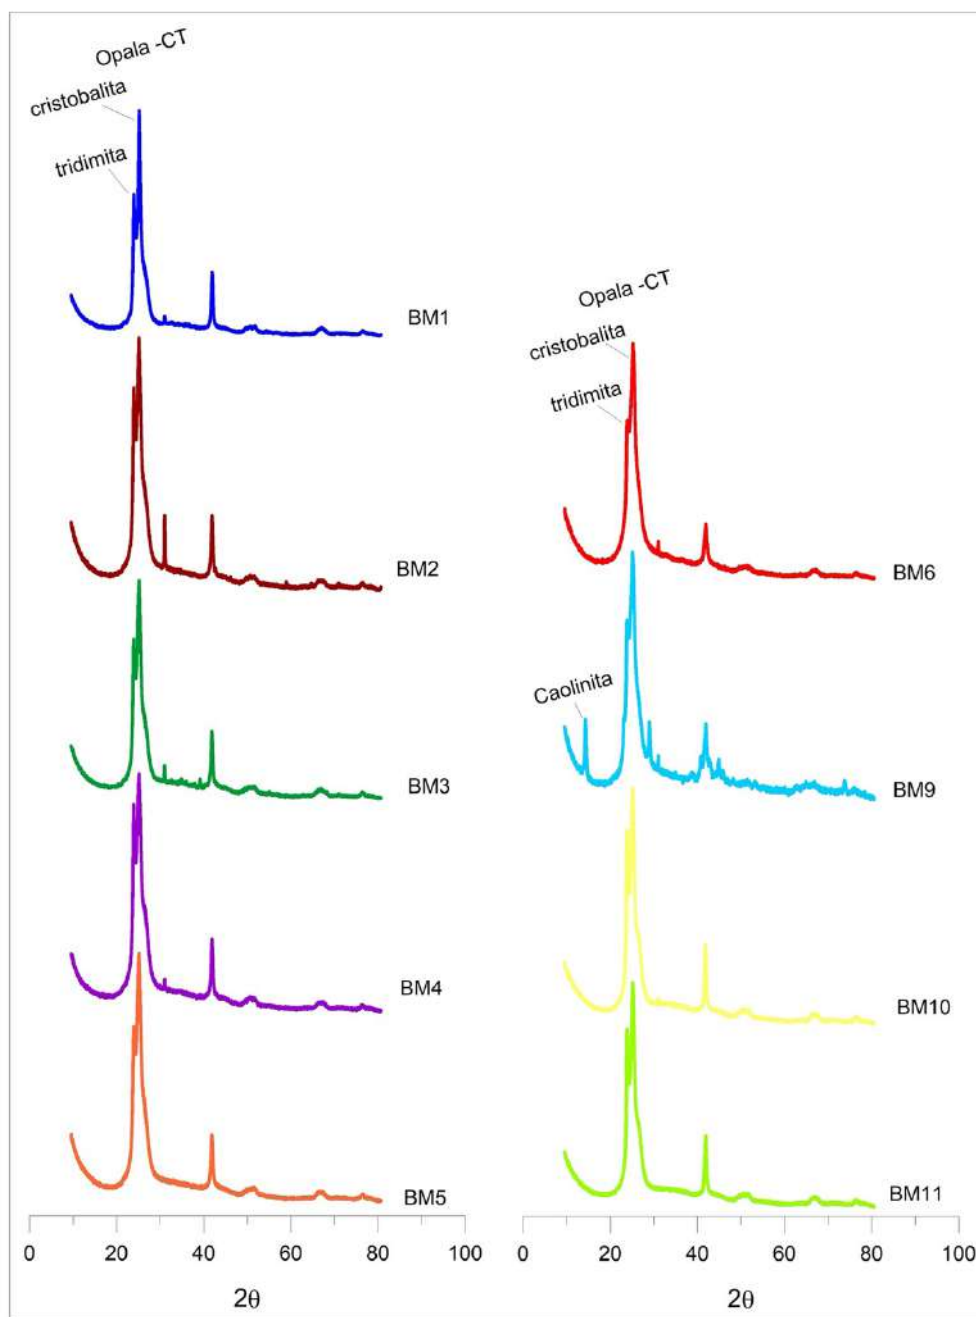 Opala -CT
cristobalita
tridimita
BM1
BM2
BM3
BM4
BM5
0 20 40 60 80 100
2θ
Opala -CT
cristobalita
tridimita
BM6
Caolinita
BM9
BM10
BM11
0 20 40 60 80 100
2θ